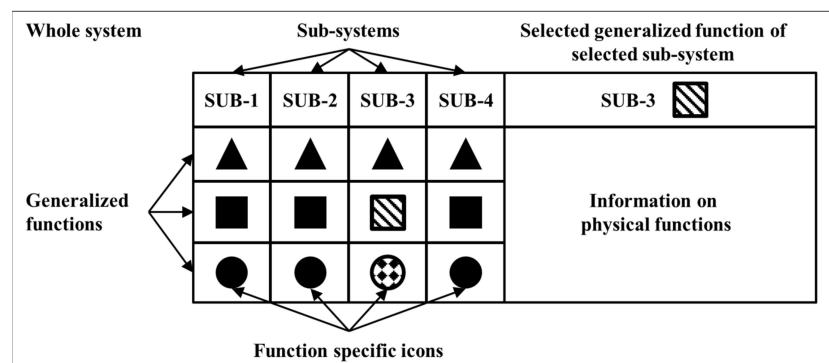 Whole system
Sub-systems
Selected generalized function of
selected sub-system
SUB-1
SUB-2
SUB-3
SUB-4
SUB-3
Generalized
functions
Information on
physical functions
Function specific icons